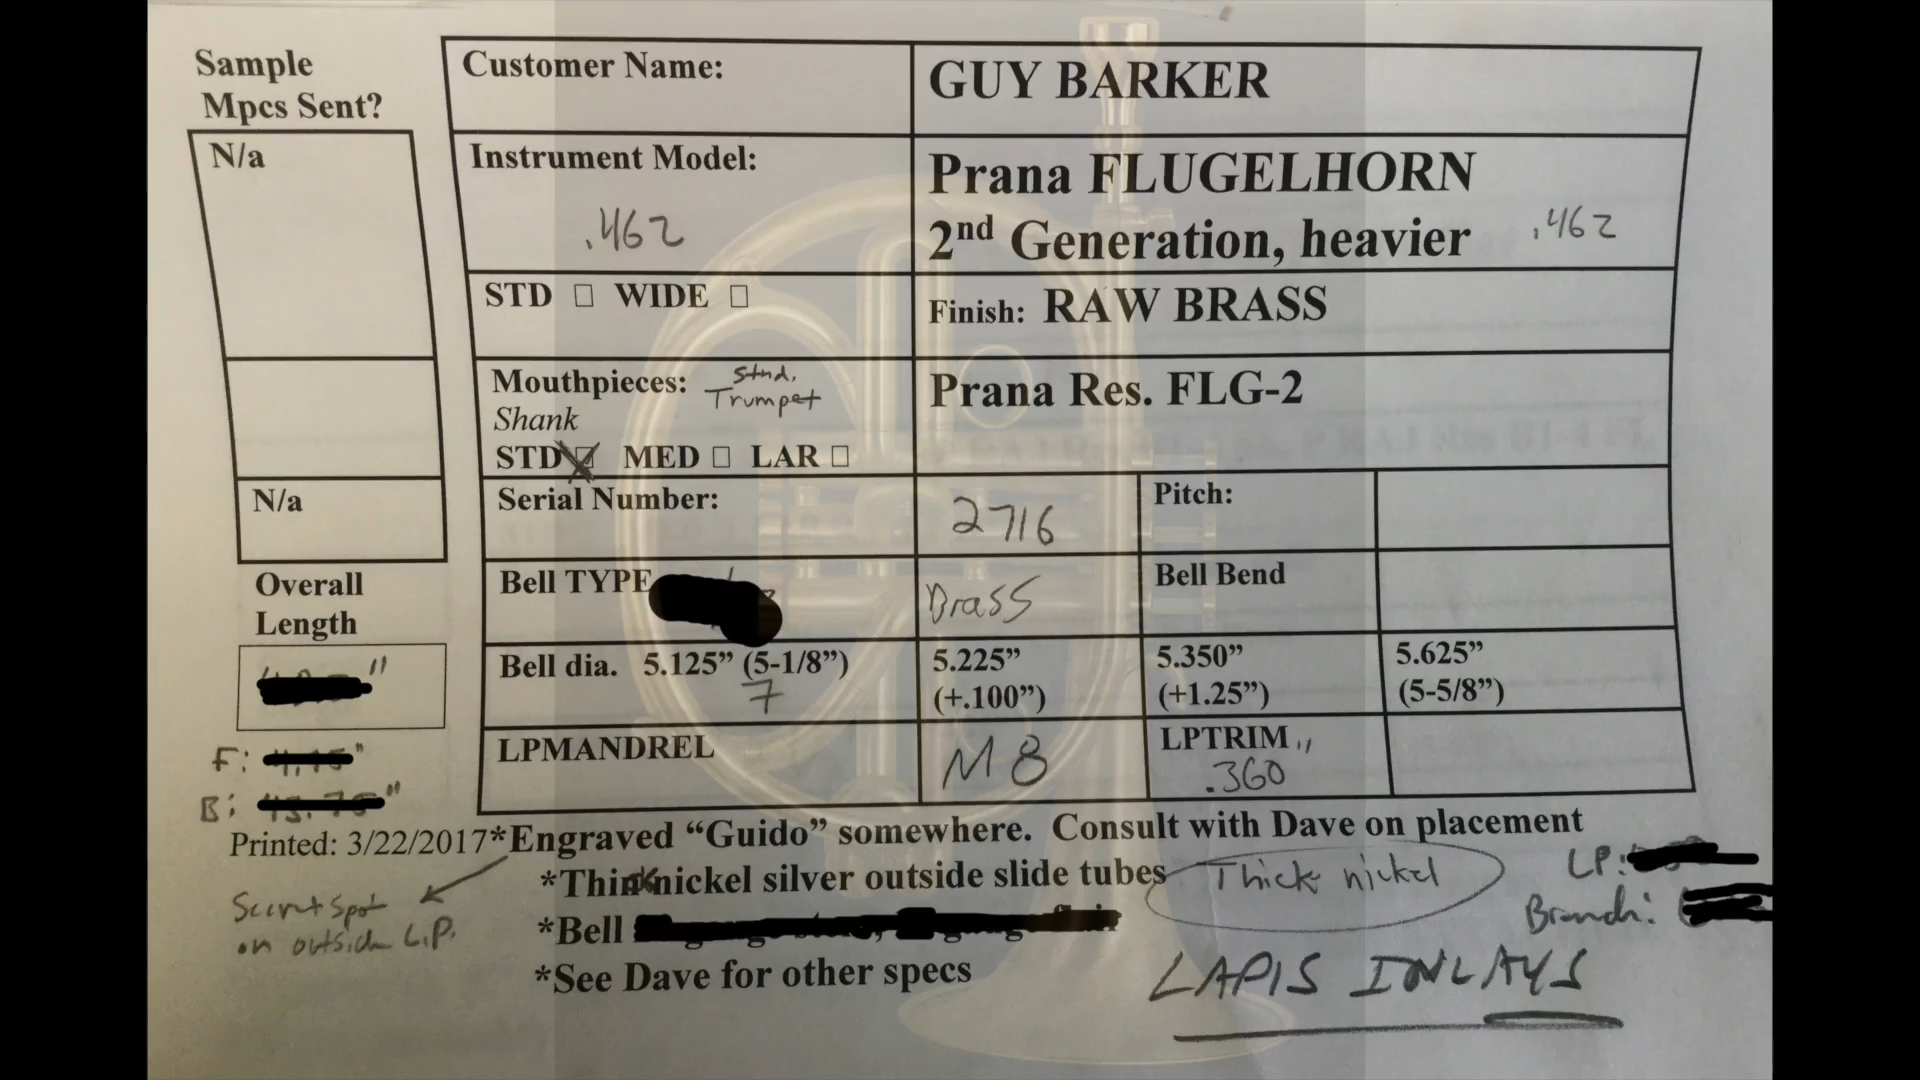 Sample
Mpcs Sent?
N/a
N/a
Overall
Length
"
F: "
B: "
Customer Name:
GUY BARKER
Instrument Model:
.462
Prana FLUGELHORN
2nd Generation, heavier .462
STD □ WIDE □
Finish: RAW BRASS
Mouthpieces: stnd.
Trumpet
Shank
STD MED □ LAR □
Prana Res. FLG-2
Serial Number:
2716
Pitch:
Bell TYPE
Brass
Bell Bend
Bell dia. 5.125” (5-1/8”)
7
5.225”
(+.100”)
5.350”
(+1.25”)
5.625”
(5-5/8”)
LPMANDREL
M8
LPTRIM
.360"
Printed: 3/22/2017*Engraved “Guido” somewhere. Consult with Dave on placement
Secret spot
on outside L.P.
*Thick nickel silver outside slide tubes
Thick nickel
LP:
Branch:
*Bell
*See Dave for other specs
LAPIS INLAYS